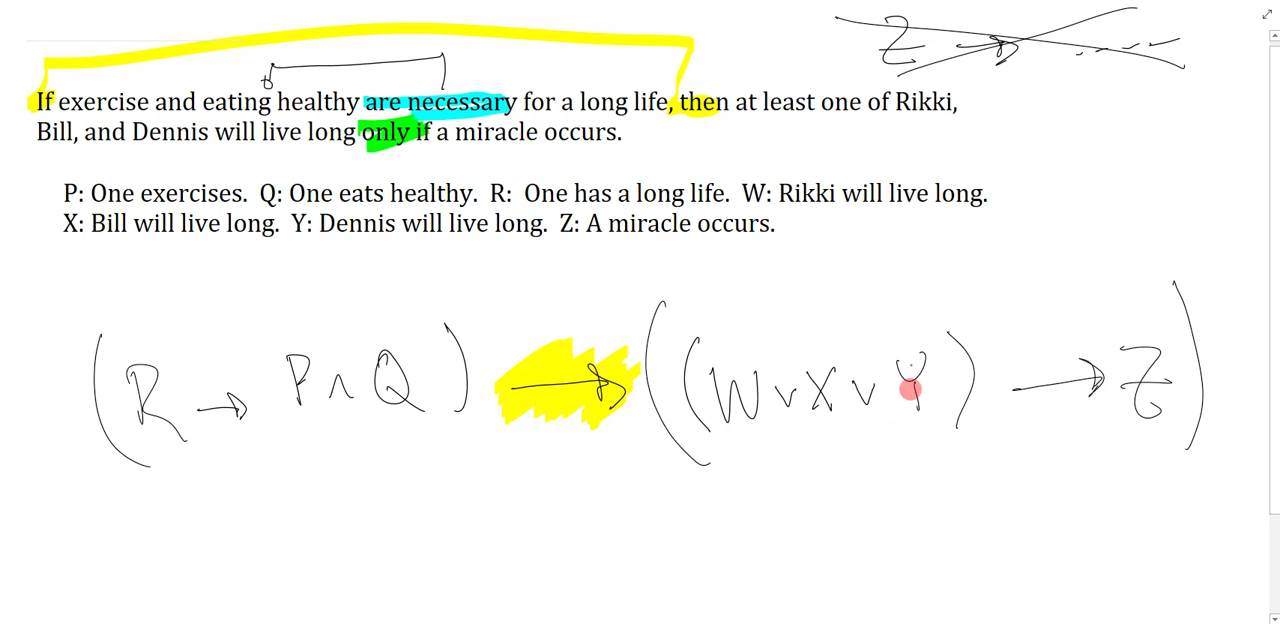 Z → ----
If exercise and eating healthy are necessary for a long life, then at least one of Rikki,
Bill, and Dennis will live long only if a miracle occurs.
P: One exercises. Q: One eats healthy. R: One has a long life. W: Rikki will live long.
X: Bill will live long. Y: Dennis will live long. Z: A miracle occurs.
(R → P ∧ Q) → ((W ∨ X ∨ Y) → Z)